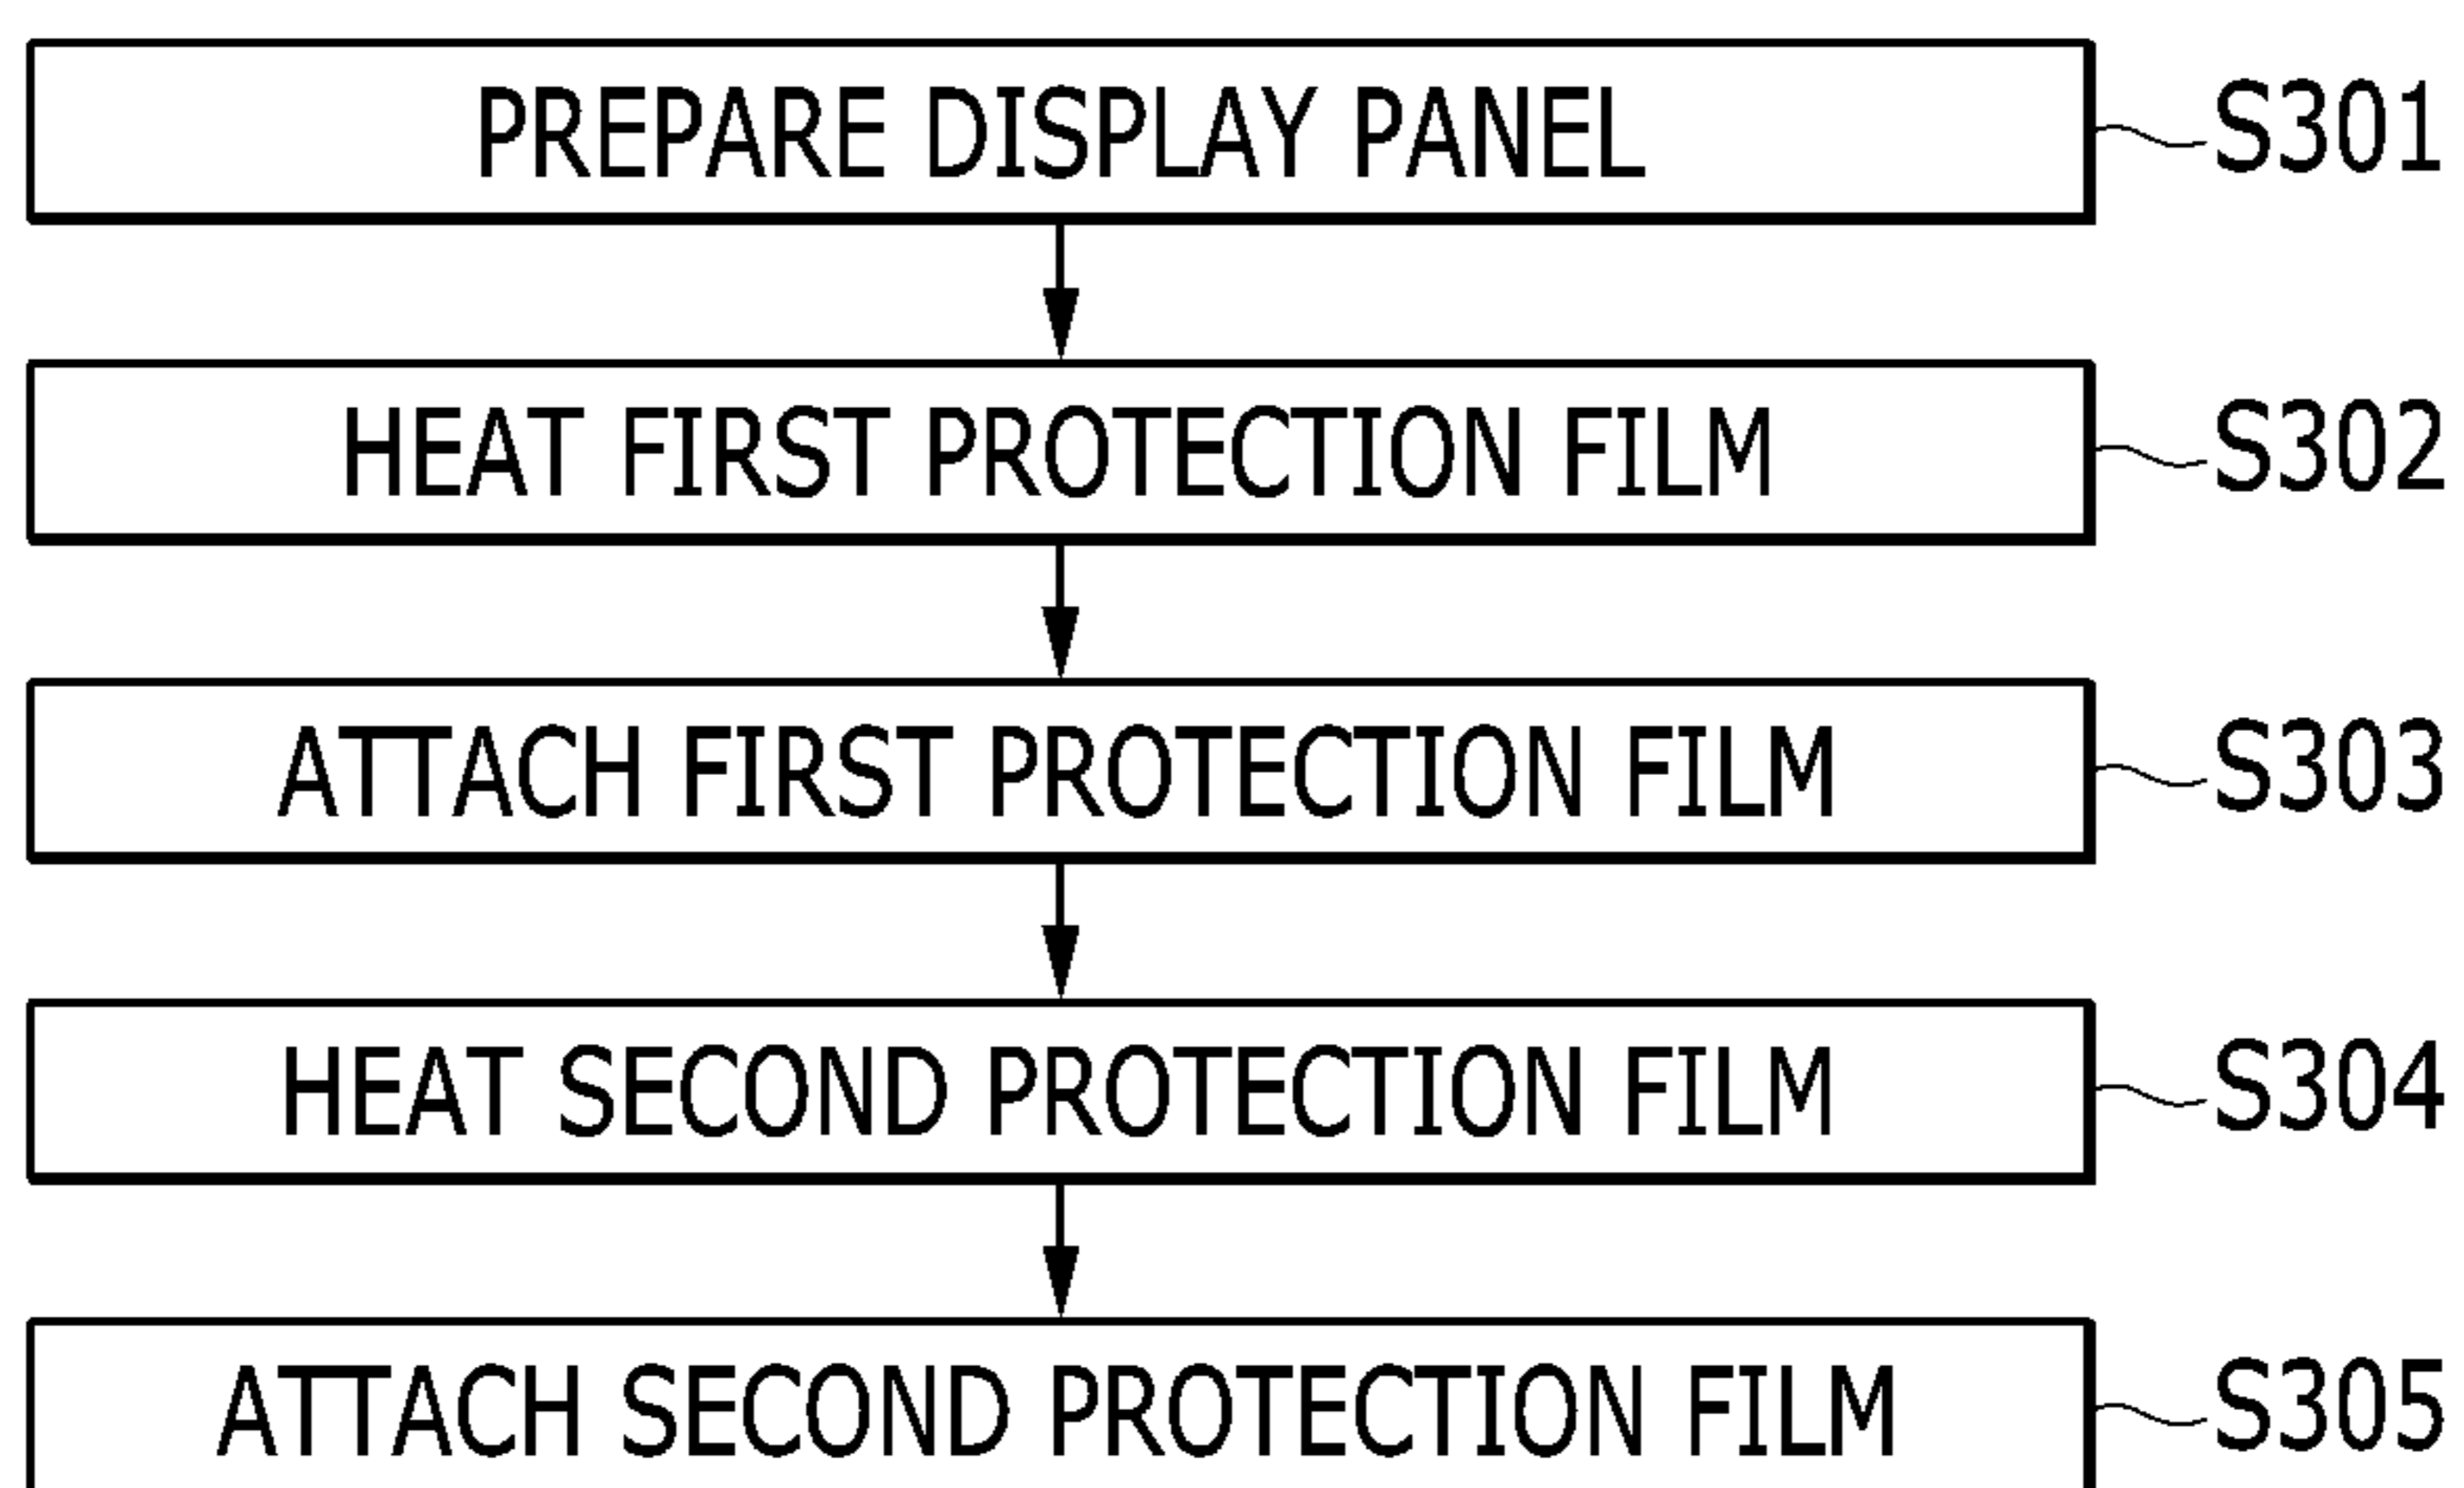 PREPARE DISPLAY PANEL S301
HEAT FIRST PROTECTION FILM S302
ATTACH FIRST PROTECTION FILM S303
HEAT SECOND PROTECTION FILM S304
ATTACH SECOND PROTECTION FILM S305